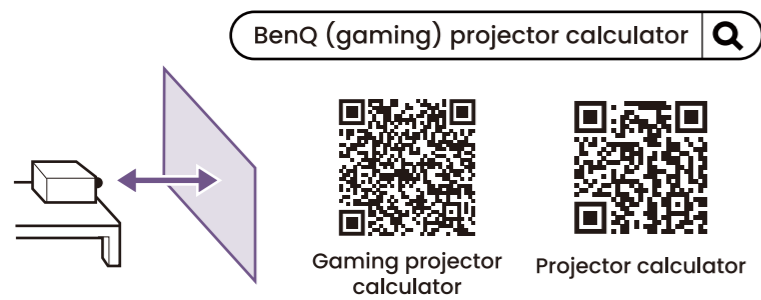 BenQ (gaming) projector calculator
Gaming projector
calculator
Projector calculator